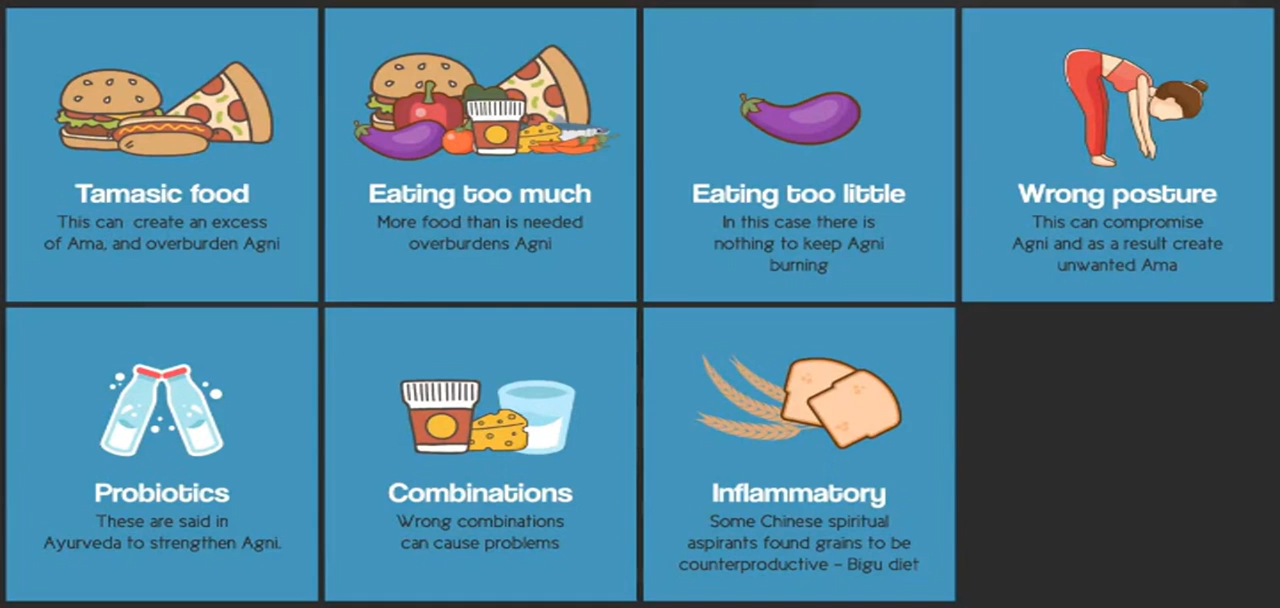 Tamasic food
This can create an excess
of Ama, and overburden Agni
Eating too much
More food than is needed
overburdens Agni
Eating too little
In this case there is
nothing to keep Agni
burning
Wrong posture
This can compromise
Agni and as a result create
unwanted Ama
Probiotics
These are said in
Ayurveda to strengthen Agni.
Combinations
Wrong combinations
can cause problems
Inflammatory
Some Chinese spiritual
aspirants found grains to be
counterproductive – Bigu diet